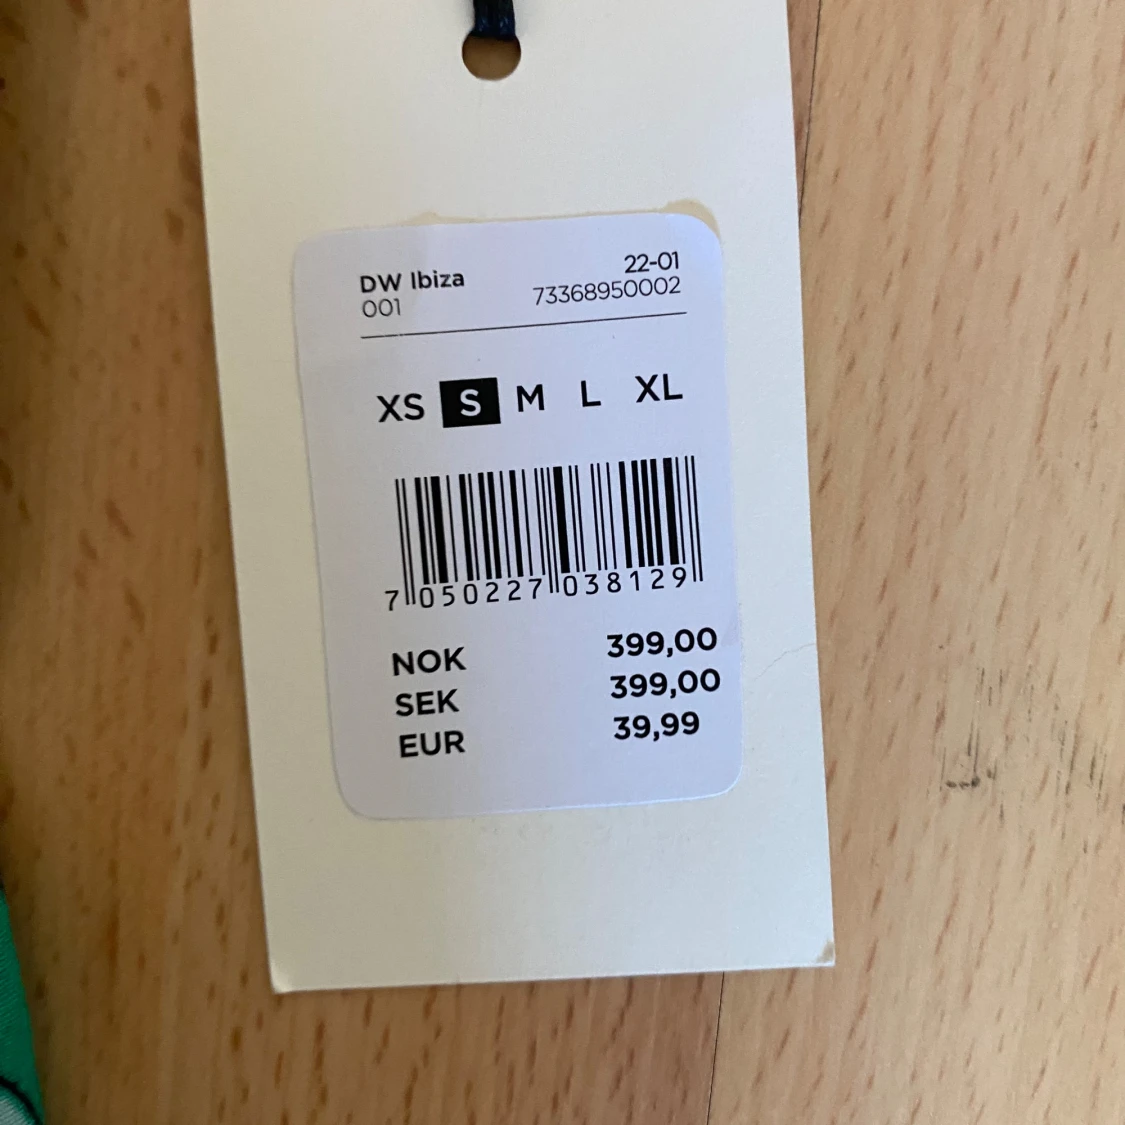 DW Ibiza 22-01
001 73368950002
XS S M L XL
7 050227 038129
NOK 399,00
SEK 399,00
EUR 39,99